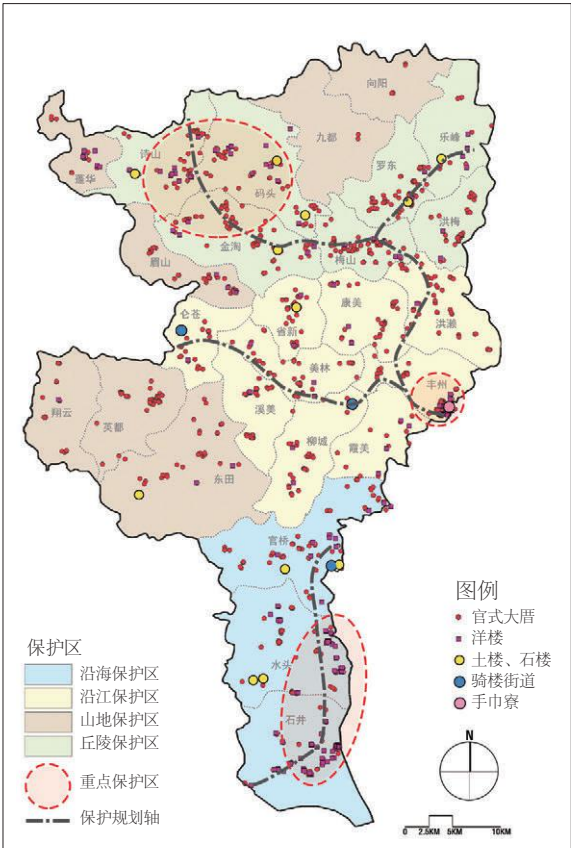 向阳
乐峰
九都
诗山
罗东
蓬华
码头
洪梅
金淘
梅山
眉山
康美
仑苍
省新
洪濑
美林
丰州
翔云
溪美
英都
柳城
霞美
东田
官桥
水头
石井
保护区
沿海保护区
沿江保护区
山地保护区
丘陵保护区
重点保护区
保护规划轴
图例
官式大厝
洋楼
土楼、石楼
骑楼街道
手巾寮
N
0 2.5KM 5KM 10KM